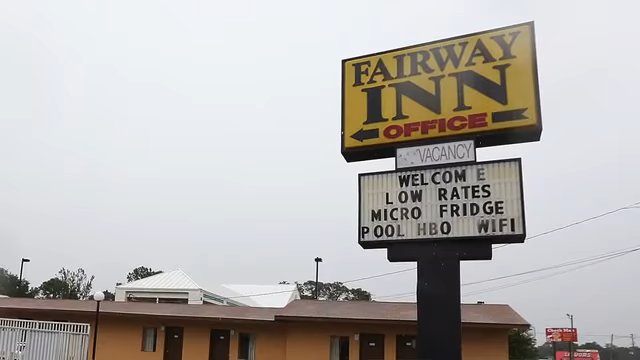 FAIRWAY
INN
OFFICE
VACANCY
WELCOME
LOW RATES
MICRO FRIDGE
POOL HBO WIFI